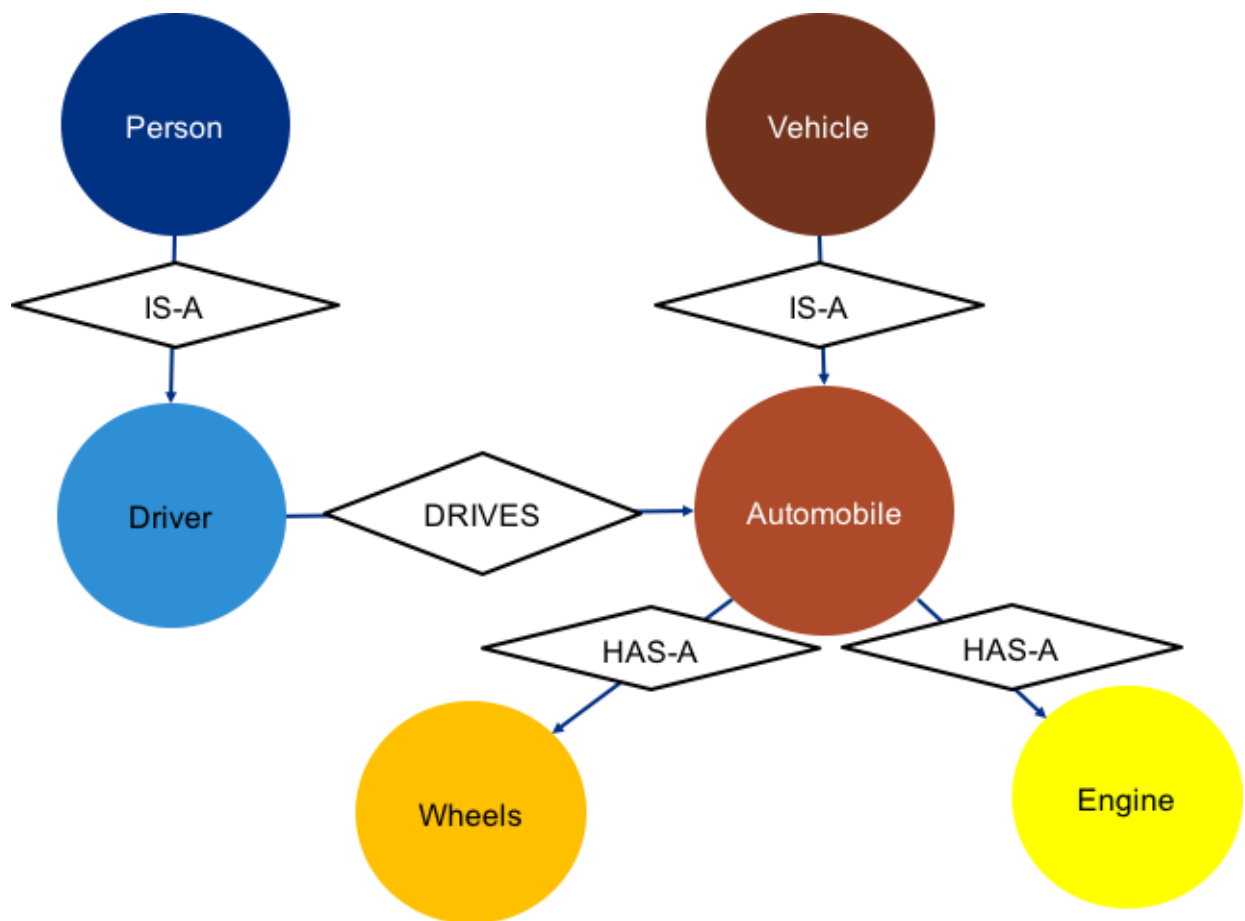 Person
Vehicle
IS-A
IS-A
Driver
DRIVES
Automobile
HAS-A
HAS-A
Wheels
Engine